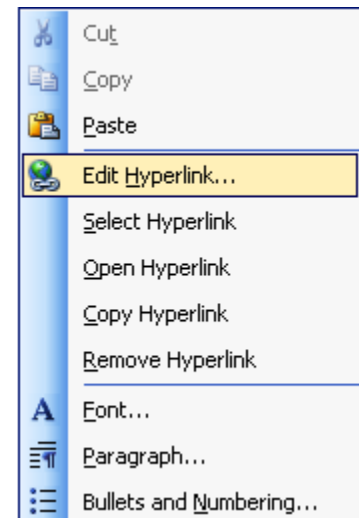 Cut
Copy
Paste
Edit Hyperlink...
Select Hyperlink
Open Hyperlink
Copy Hyperlink
Remove Hyperlink
Font...
Paragraph...
Bullets and Numbering...